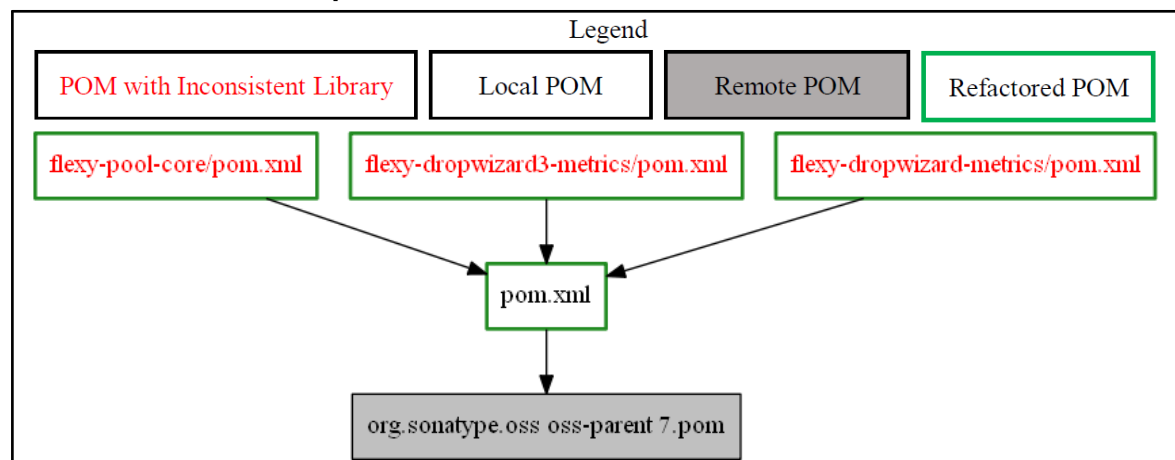 Legend
POM with Inconsistent Library
Local POM
Remote POM
Refactored POM
flexy-pool-core/pom.xml
flexy-dropwizard3-metrics/pom.xml
flexy-dropwizard-metrics/pom.xml
pom.xml
org.sonatype.oss oss-parent 7.pom